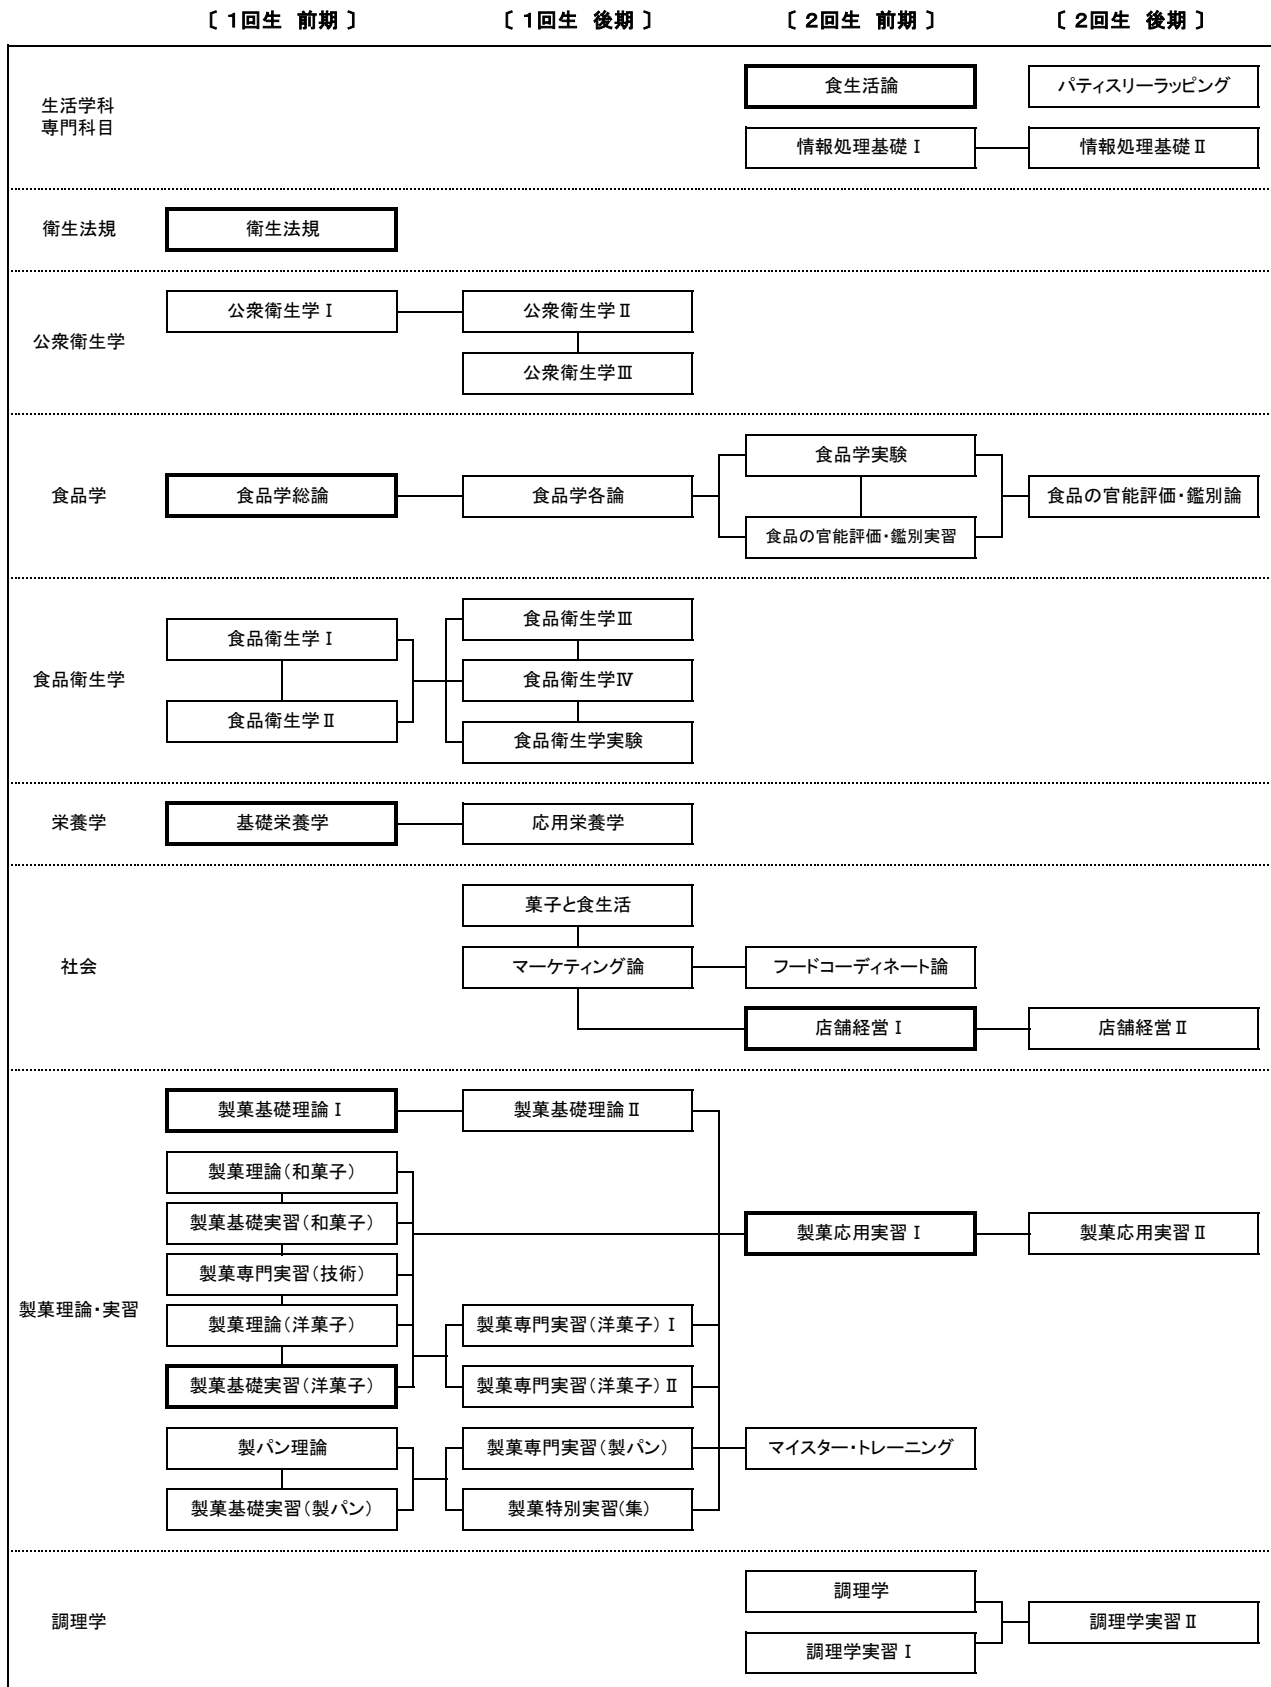 〔 1回生 前期 〕 〔 1回生 後期 〕 〔 2回生 前期 〕 〔 2回生 後期 〕
生活学科
専門科目
食生活論 パティスリーラッピング
情報処理基礎Ⅰ 情報処理基礎Ⅱ
衛生法規 衛生法規
公衆衛生学
公衆衛生学Ⅰ 公衆衛生学Ⅱ
公衆衛生学Ⅲ
食品学
食品学実験
食品学総論 食品学各論 食品の官能評価・鑑別論
食品の官能評価・鑑別実習
食品衛生学
食品衛生学Ⅲ
食品衛生学Ⅰ
食品衛生学Ⅳ
食品衛生学Ⅱ
食品衛生学実験
栄養学 基礎栄養学 応用栄養学
社会
菓子と食生活
マーケティング論 フードコーディネート論
店舗経営Ⅰ 店舗経営Ⅱ
製菓理論・実習
製菓基礎理論Ⅰ 製菓基礎理論Ⅱ
製菓理論(和菓子)
製菓基礎実習(和菓子) 製菓応用実習Ⅰ 製菓応用実習Ⅱ
製菓専門実習(技術)
製菓理論(洋菓子) 製菓専門実習(洋菓子)Ⅰ
製菓基礎実習(洋菓子) 製菓専門実習(洋菓子)Ⅱ
製パン理論 製菓専門実習(製パン) マイスター・トレーニング
製菓基礎実習(製パン) 製菓特別実習(集)
調理学
調理学
調理学実習Ⅱ
調理学実習Ⅰ